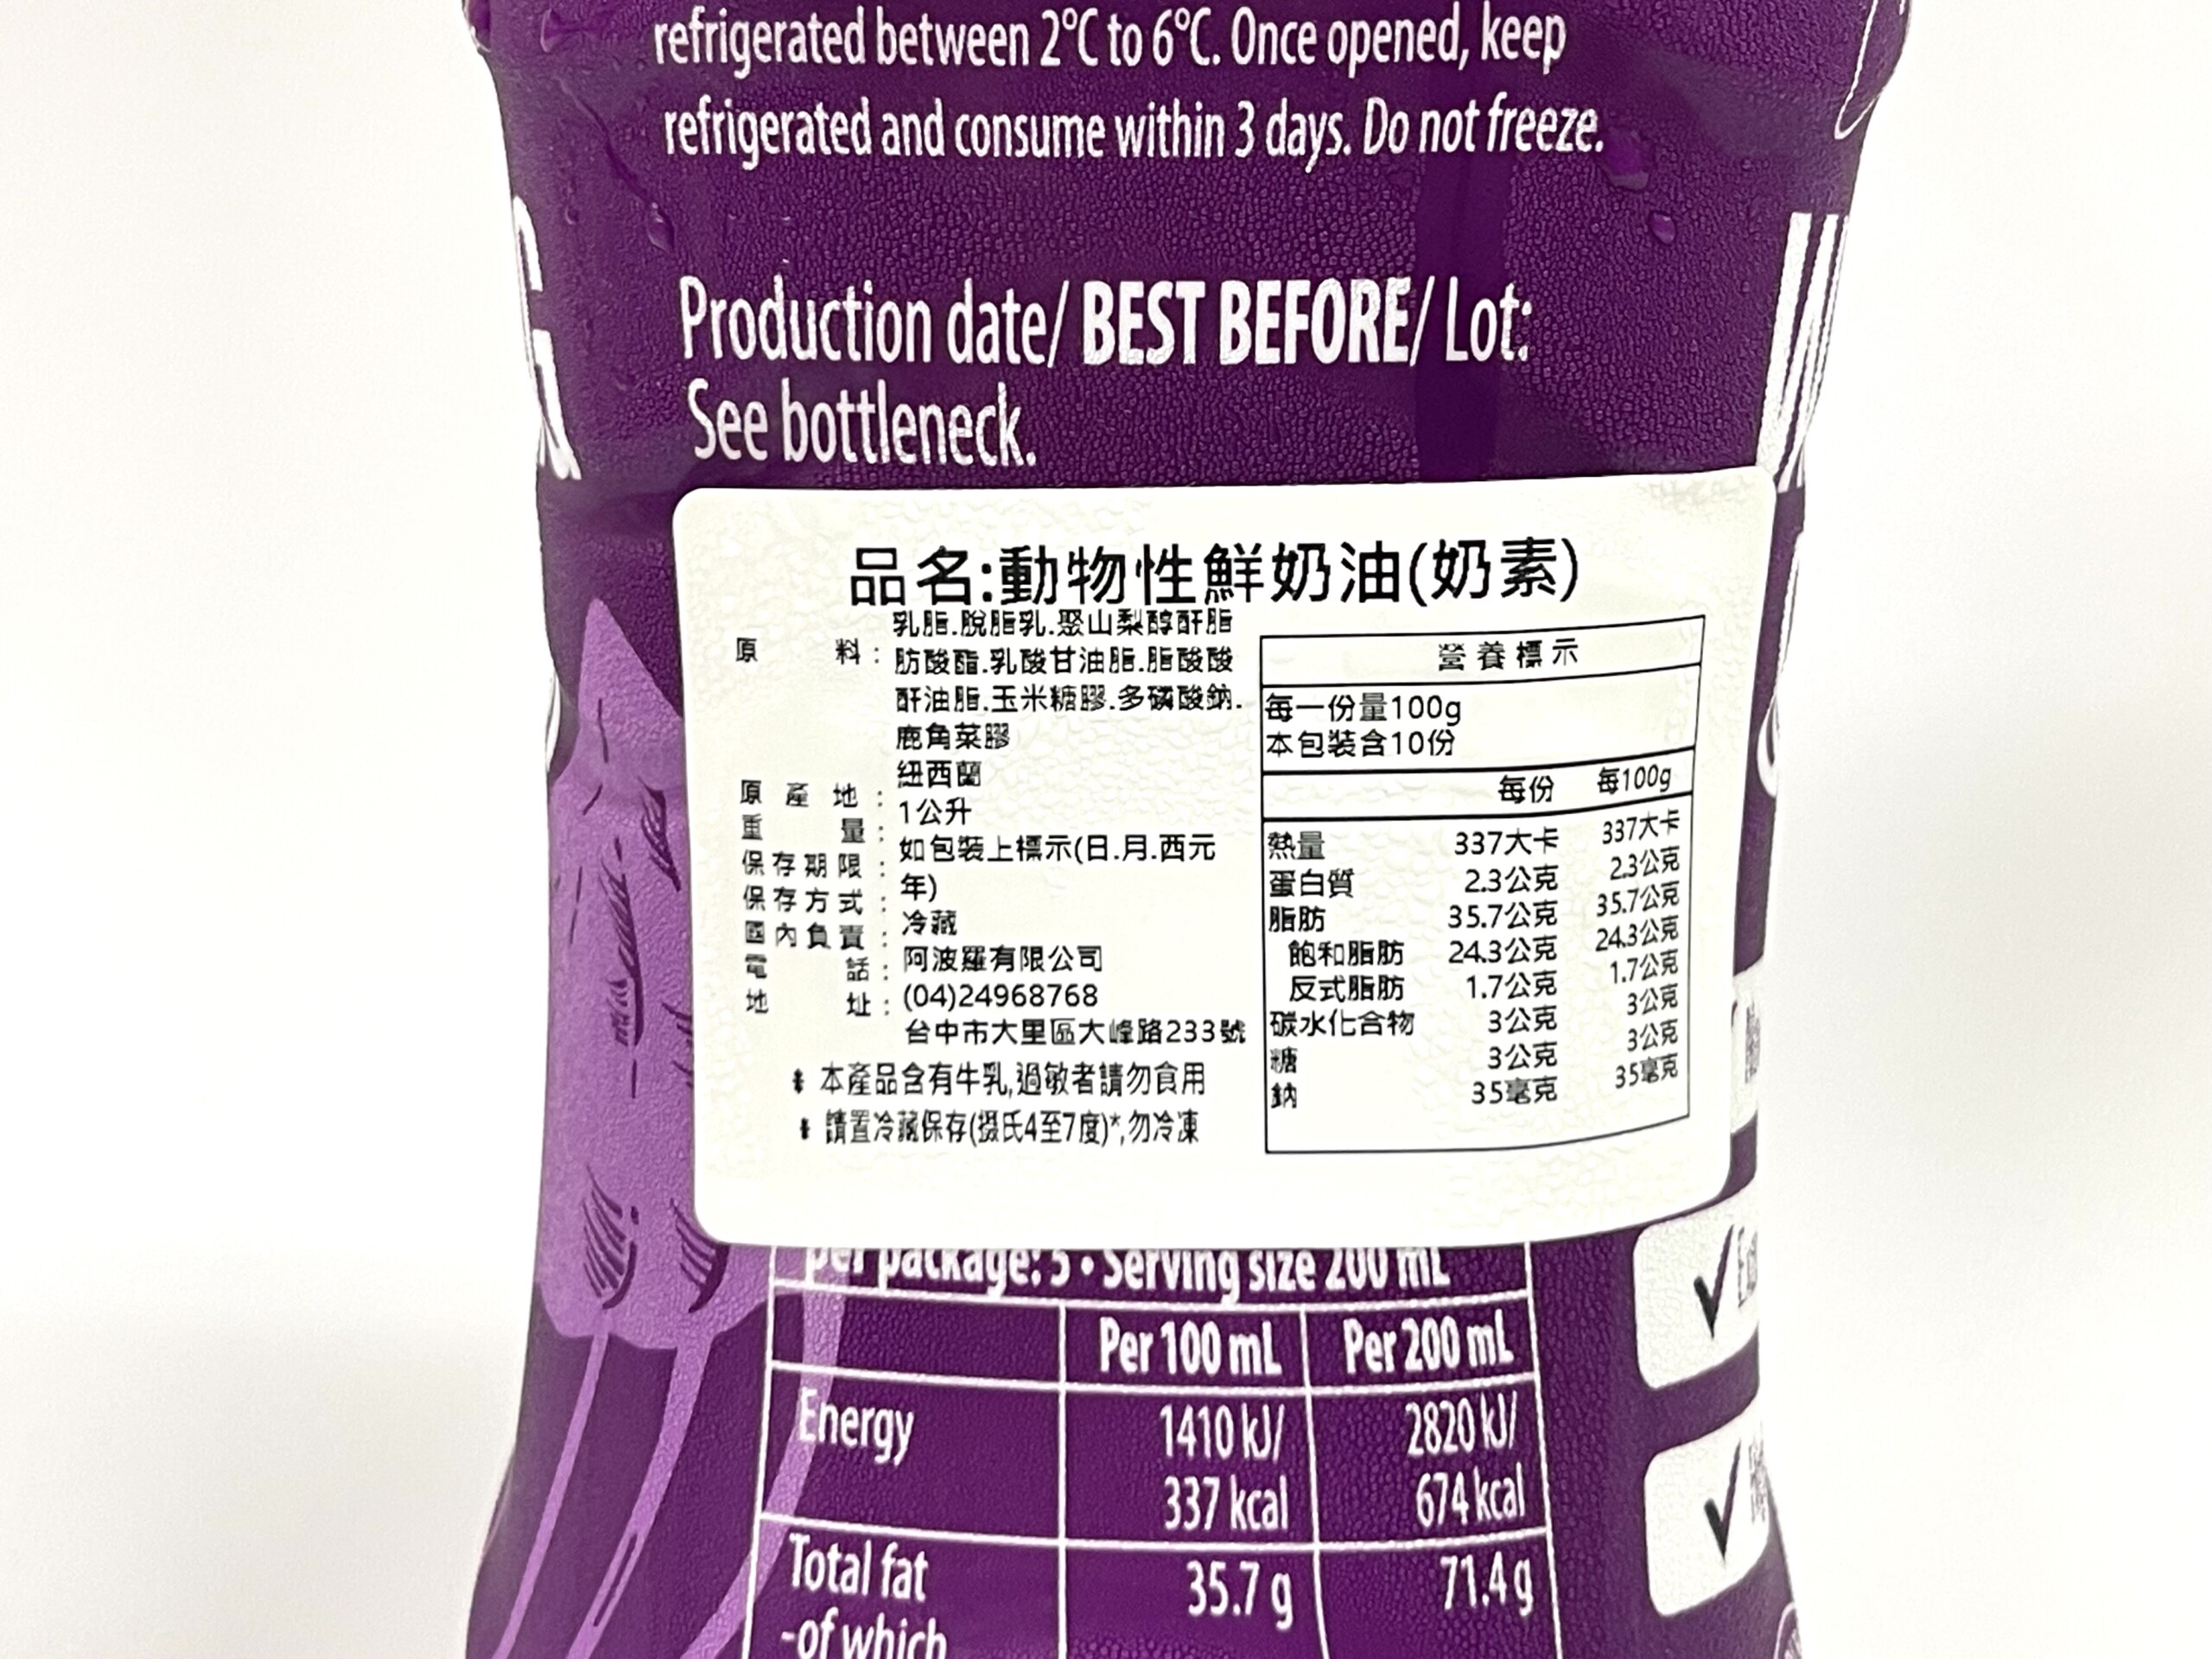 refrigerated between 2°C to 6°C. Once opened, keep
refrigerated and consume within 3 days. Do not freeze.
Production date/ BEST BEFORE/ Lot:
See bottleneck.
品名:動物性鮮奶油(奶素)
原料: 乳脂.脫脂乳.聚山梨醇酐脂
肪酸酯.乳酸甘油脂.脂酸酸
酐油脂.玉米糖膠.多磷酸鈉.
鹿角菜膠
原產地: 紐西蘭
重量: 1公升
保存期限: 如包裝上標示(日.月.西元
年)
保存方式: 冷藏
國內負責: 阿波羅有限公司
電話: (04)24968768
地址: 台中市大里區大峰路233號
* 本產品含有牛乳,過敏者請勿食用
* 請置冷藏保存(摄氏4至7度)*,勿冷凍
營養標示
每一份量100g
本包裝含10份
每份 每100g
熱量 337大卡 337大卡
蛋白質 2.3公克 2.3公克
脂肪 35.7公克 35.7公克
飽和脂肪 24.3公克 24.3公克
反式脂肪 1.7公克 1.7公克
碳水化合物 3公克 3公克
糖 3公克 3公克
鈉 35毫克 35毫克
per package: 5 • Serving size 200 mL
Per 100 mL Per 200 mL
Energy 1410 kJ/ 2820 kJ/
337 kcal 674 kcal
Total fat 35.7 g 71.4 g
-of which